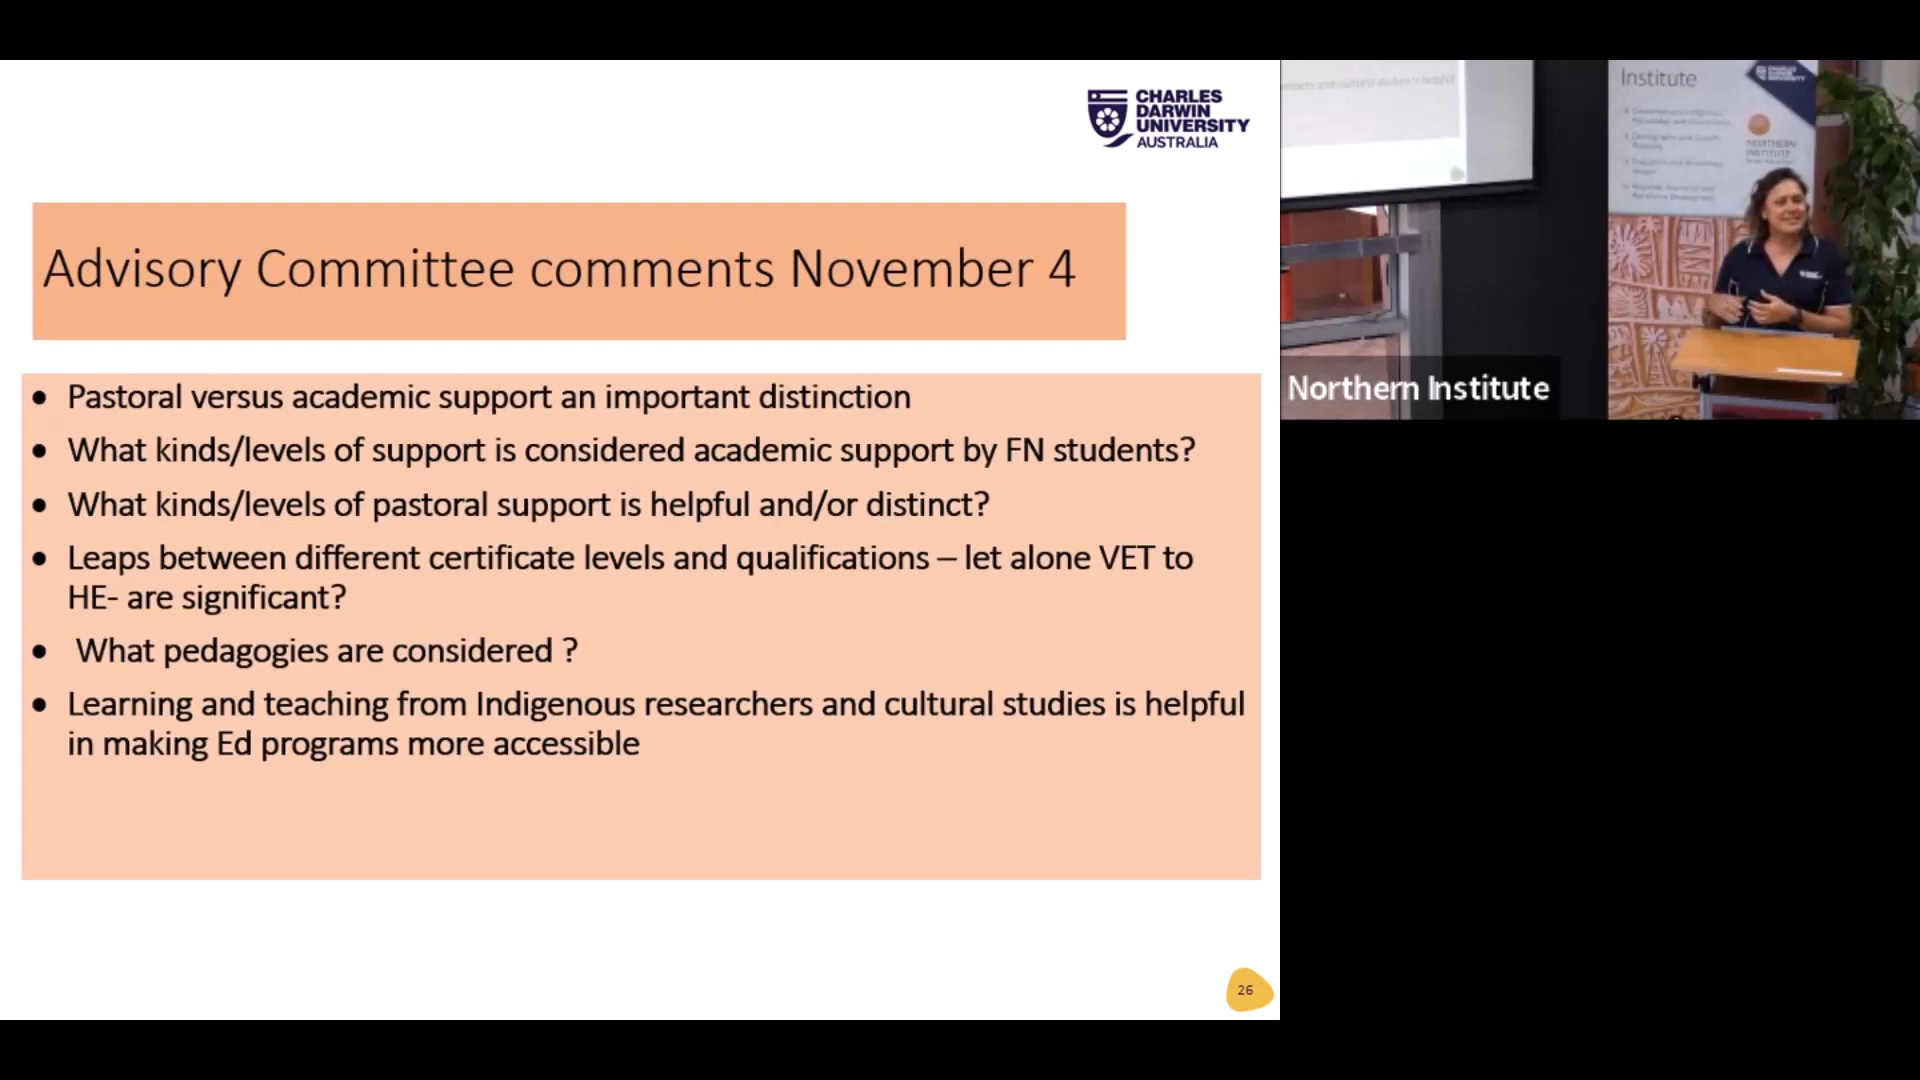 CHARLES
DARWIN
UNIVERSITY
AUSTRALIA
Advisory Committee comments November 4
• Pastoral versus academic support an important distinction
• What kinds/levels of support is considered academic support by FN students?
• What kinds/levels of pastoral support is helpful and/or distinct?
• Leaps between different certificate levels and qualifications – let alone VET to
HE- are significant?
• What pedagogies are considered ?
• Learning and teaching from Indigenous researchers and cultural studies is helpful
in making Ed programs more accessible
26
Institute
NORTHERN
INSTITUTE
Northern Institute